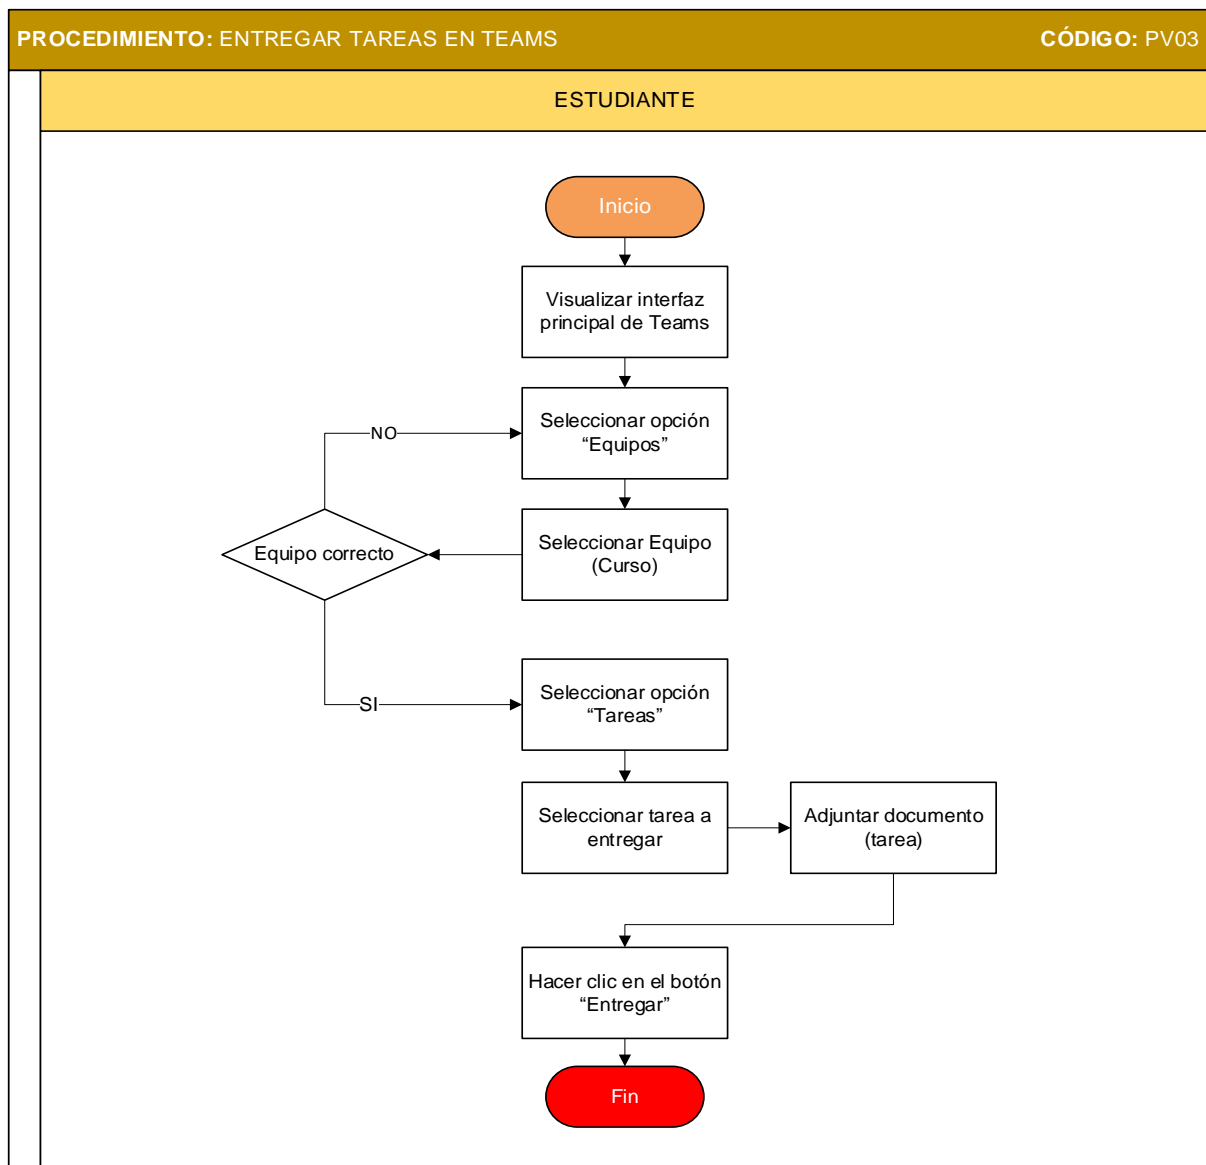 PROCEDIMIENTO: ENTREGAR TAREAS EN TEAMS
CÓDIGO: PV03
ESTUDIANTE
Inicio
Visualizar interfaz
principal de Teams
Seleccionar opción
“Equipos”
NO
Seleccionar Equipo
(Curso)
Equipo correcto
SI
Seleccionar opción
“Tareas”
Seleccionar tarea a
entregar
Adjuntar documento
(tarea)
Hacer clic en el botón
“Entregar”
Fin